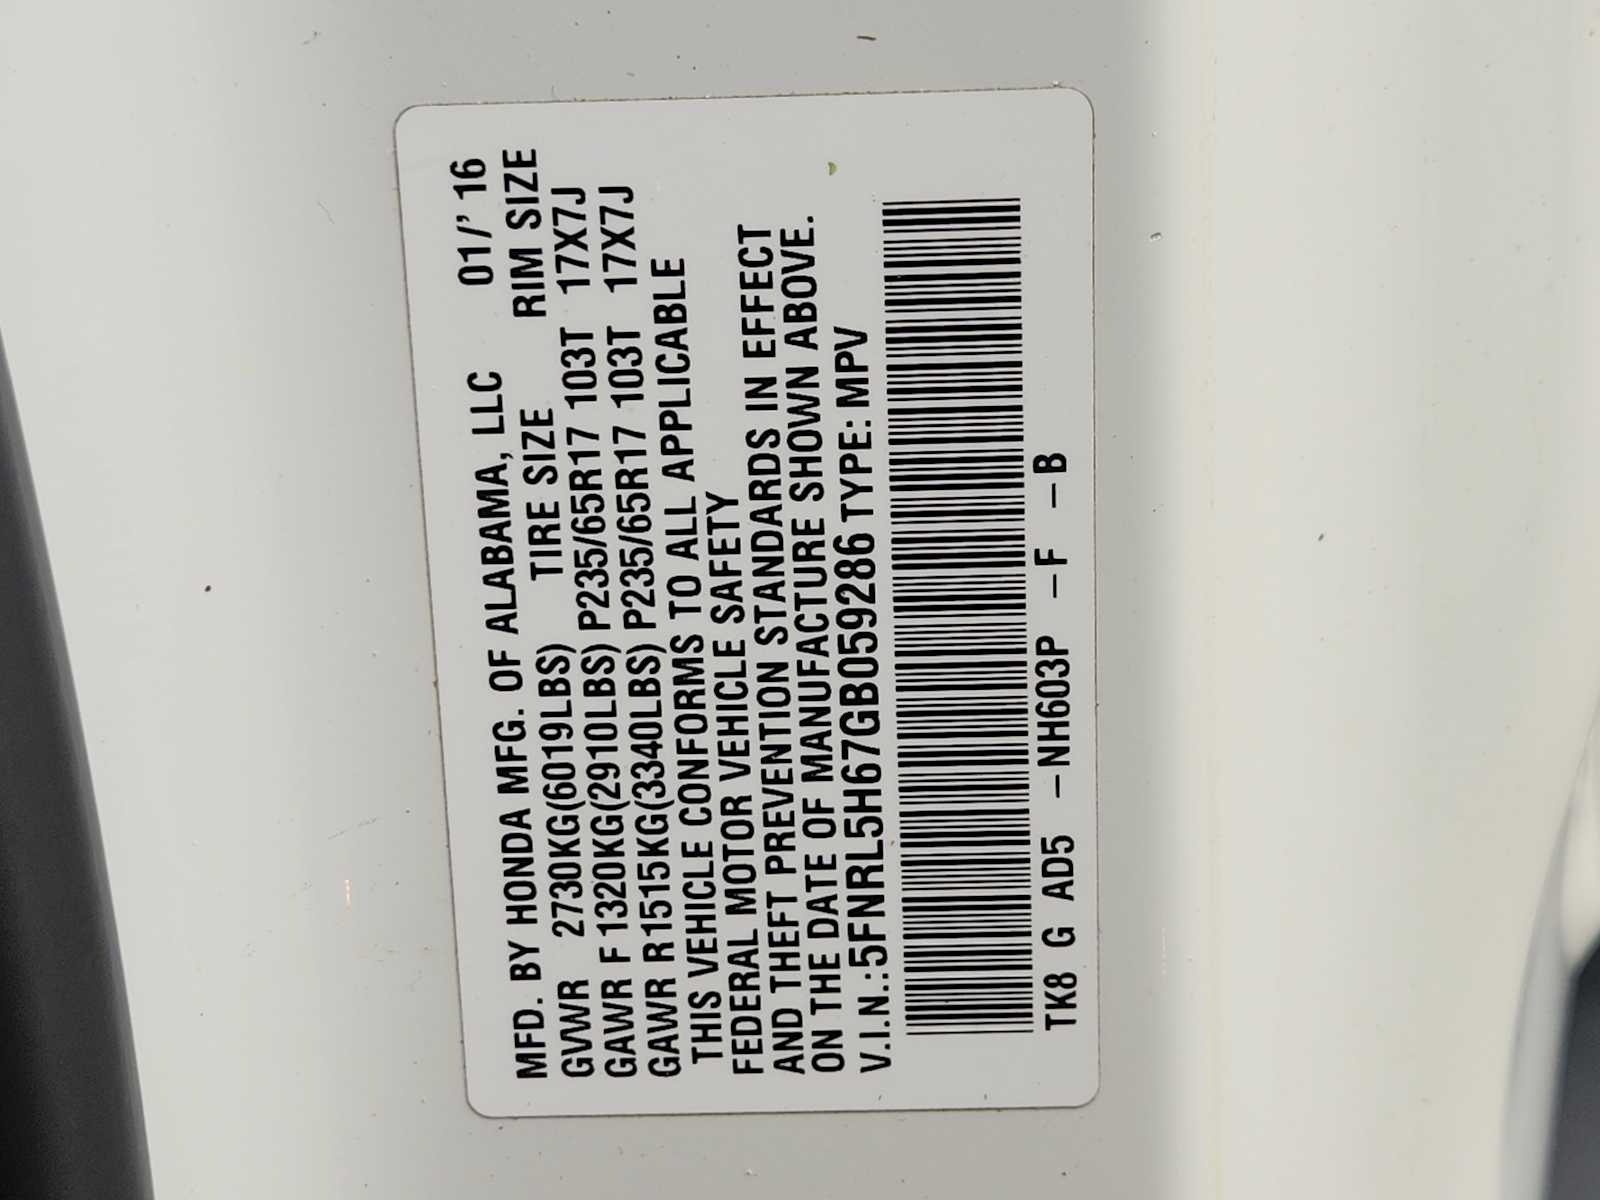 MFD. BY HONDA MFG. OF ALABAMA, LLC 01/' 16
GVWR 2730KG(6019LBS) TIRE SIZE RIM SIZE
GAWR F 1320KG(2910LBS) P235/65R17 103T 17X7J
GAWR R 1515KG(3340LBS) P235/65R17 103T 17X7J
THIS VEHICLE CONFORMS TO ALL APPLICABLE
FEDERAL MOTOR VEHICLE SAFETY
AND THEFT PREVENTION STANDARDS IN EFFECT
ON THE DATE OF MANUFACTURE SHOWN ABOVE.
V.I.N.:5FNRL5H67GB059286 TYPE: MPV
TK8 G AD5 -NH603P -F -B